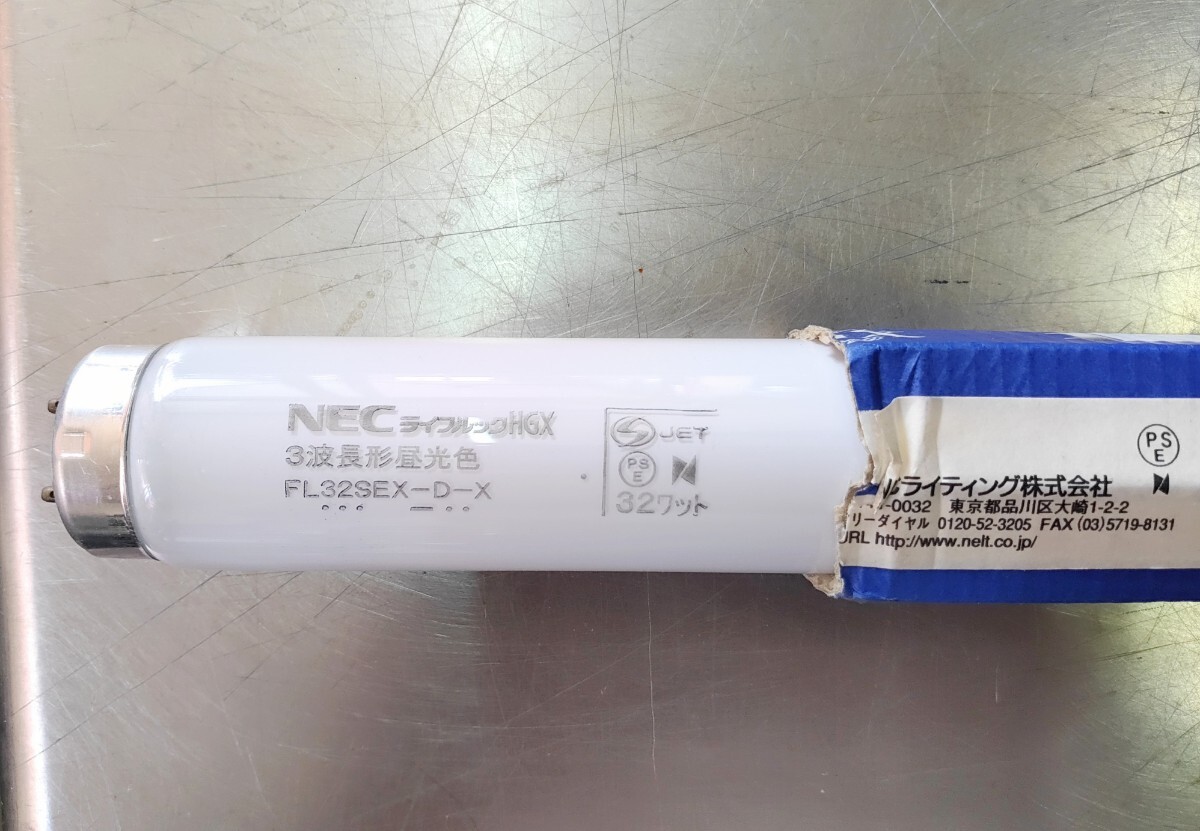 NEC ライフルックHGX
3波長形昼光色
FL32SEX-D-X
JET
PS
E
32ワット
PS
E
ライティング株式会社
-0032 東京都品川区大崎1-2-2
リーダイヤル 0120-52-3205 FAX (03)5719-8131
URL http://www.nelt.co.jp/